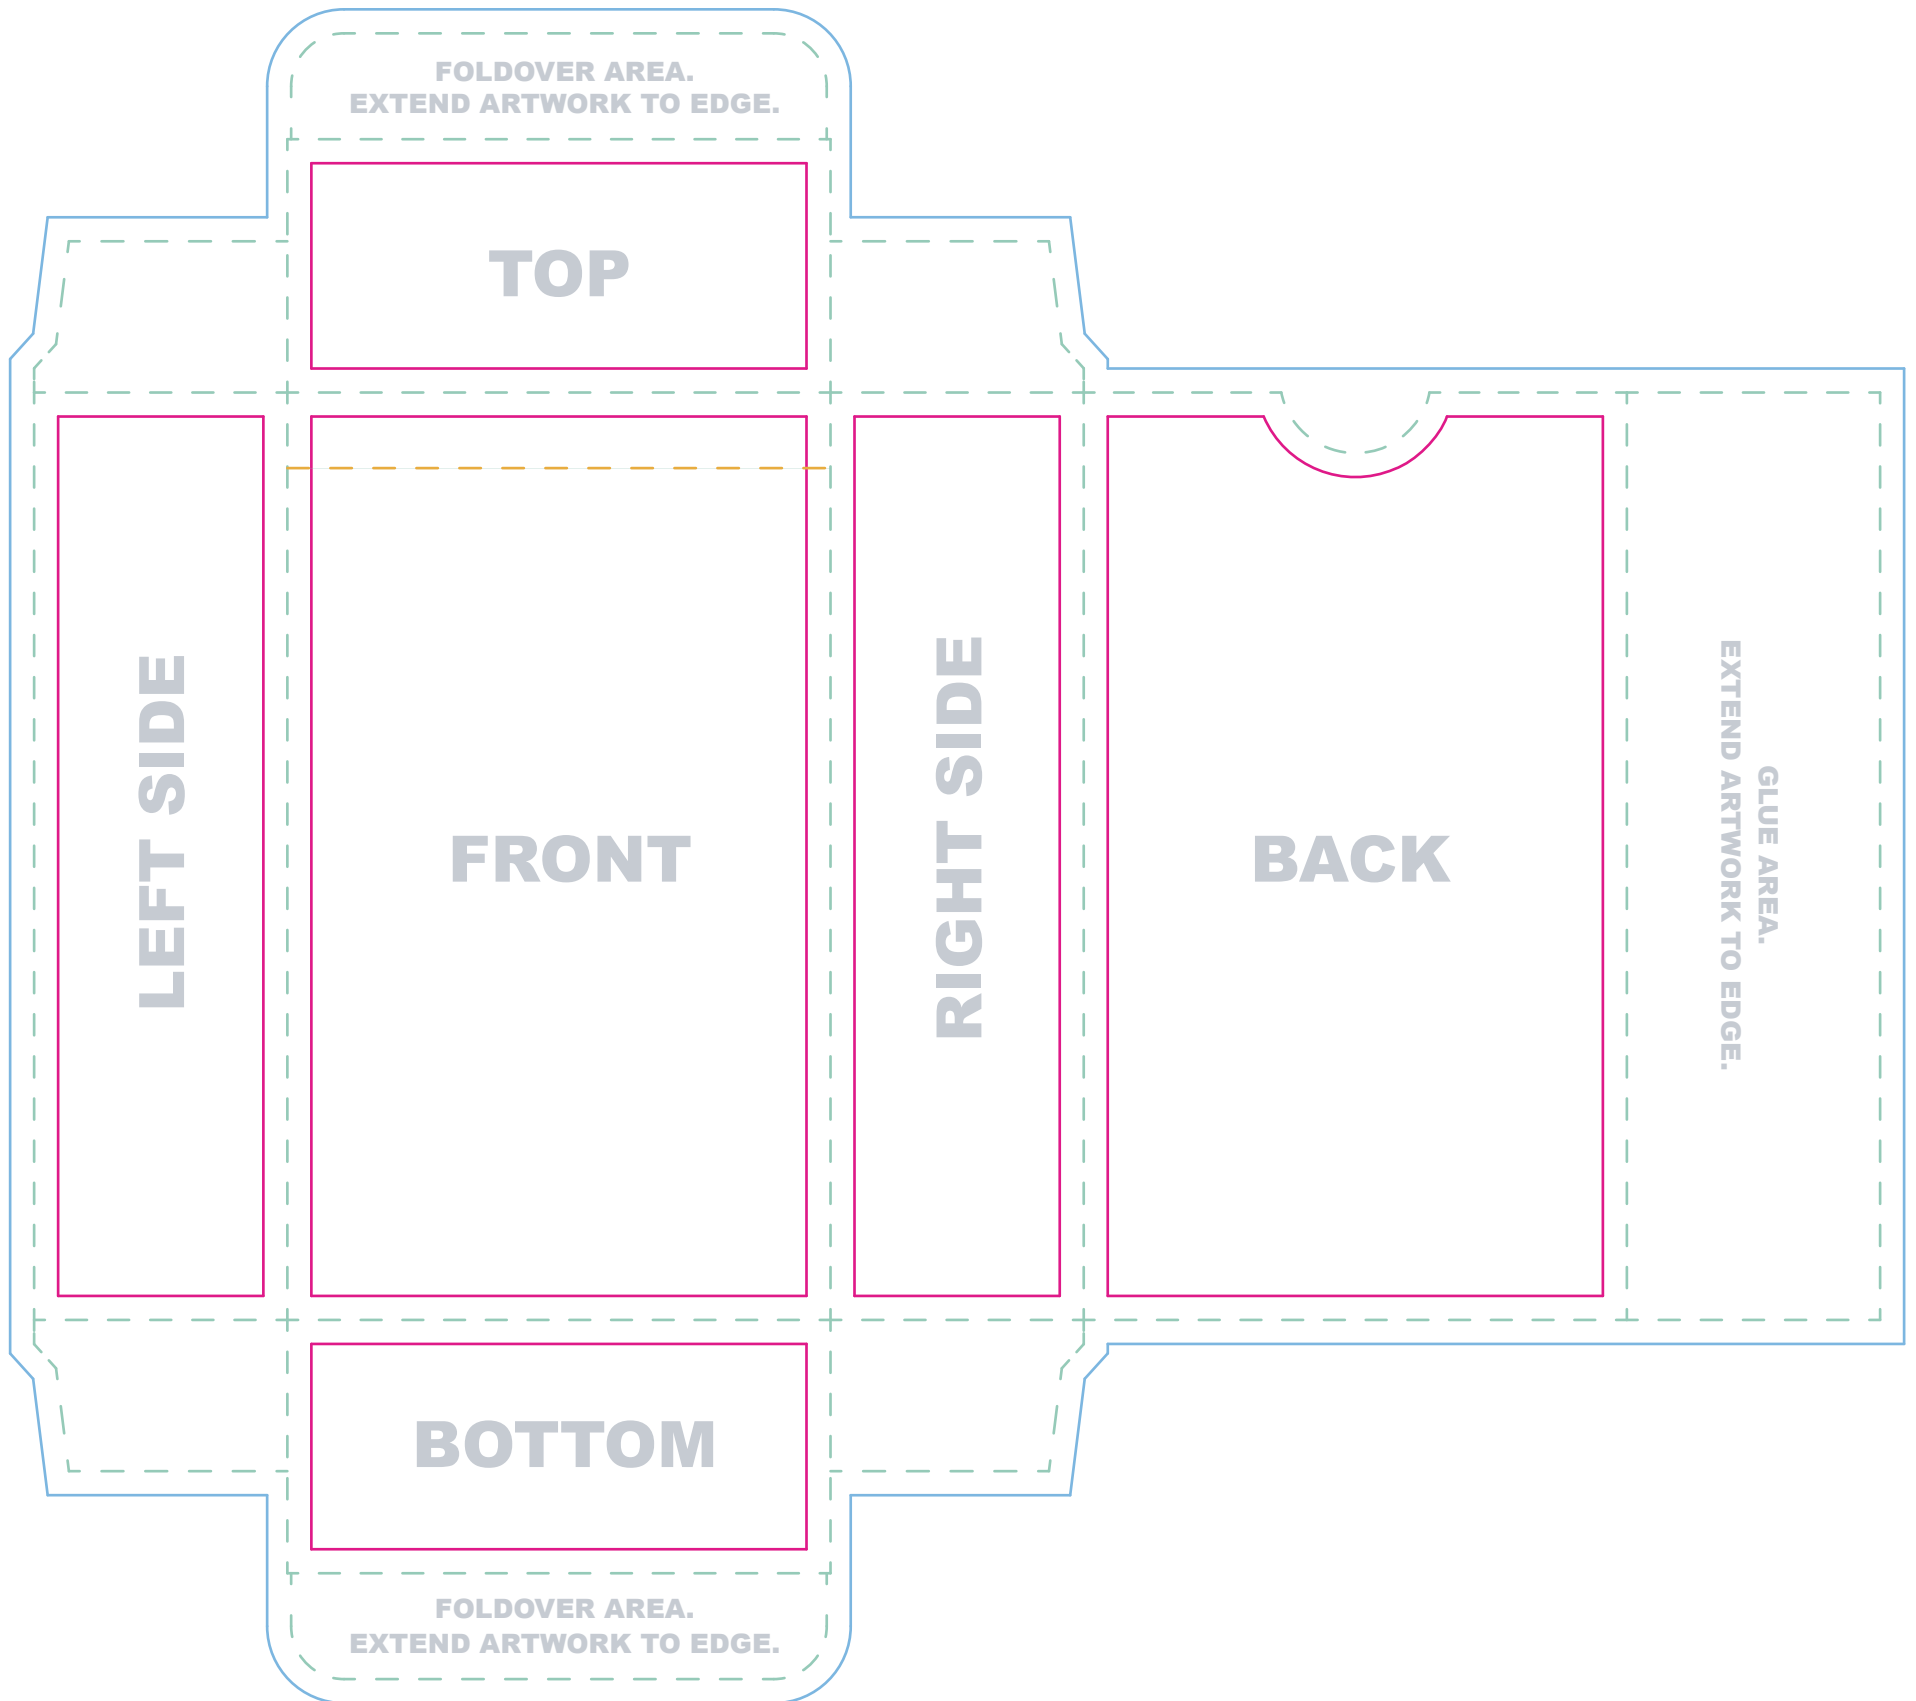 FOLDOVER AREA.
EXTEND ARTWORK TO EDGE.
TOP
LEFT SIDE
FRONT
RIGHT SIDE
BACK
GLUE AREA.
EXTEND ARTWORK TO EDGE.
BOTTOM
FOLDOVER AREA.
EXTEND ARTWORK TO EDGE.